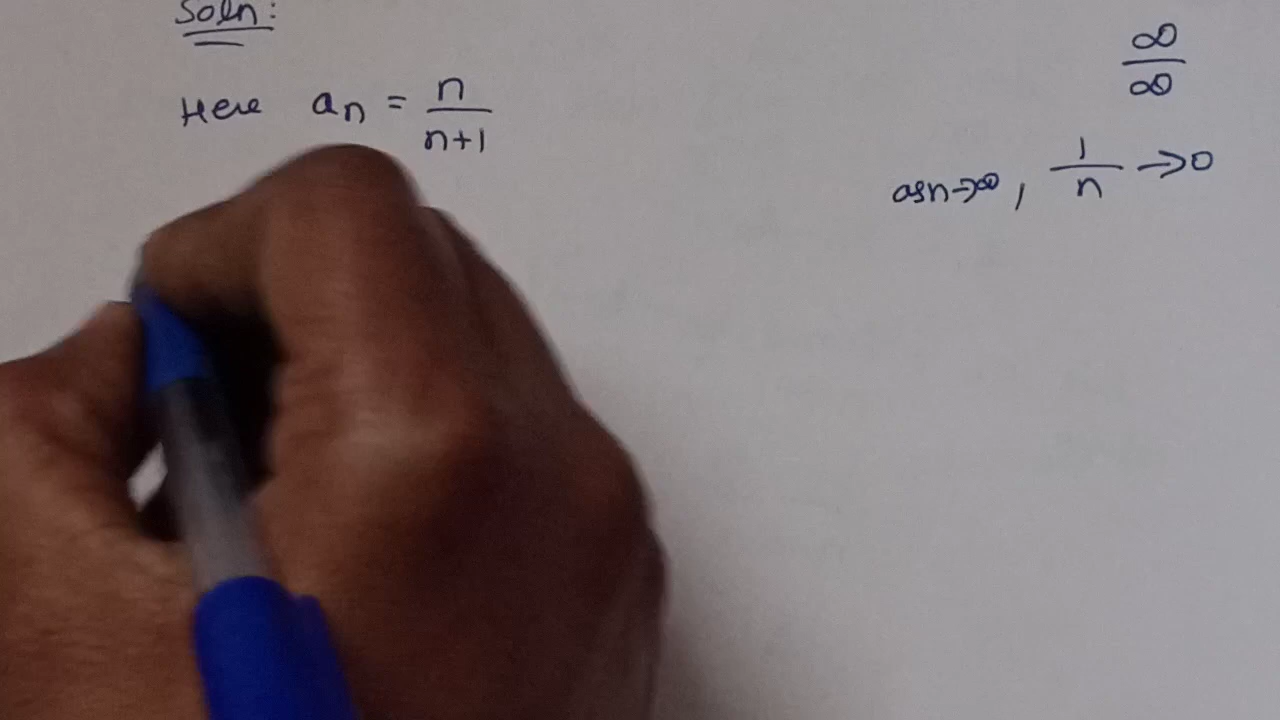 Soln:
Here an = n/(n+1)
∞/∞
as n→∞, 1/n →0